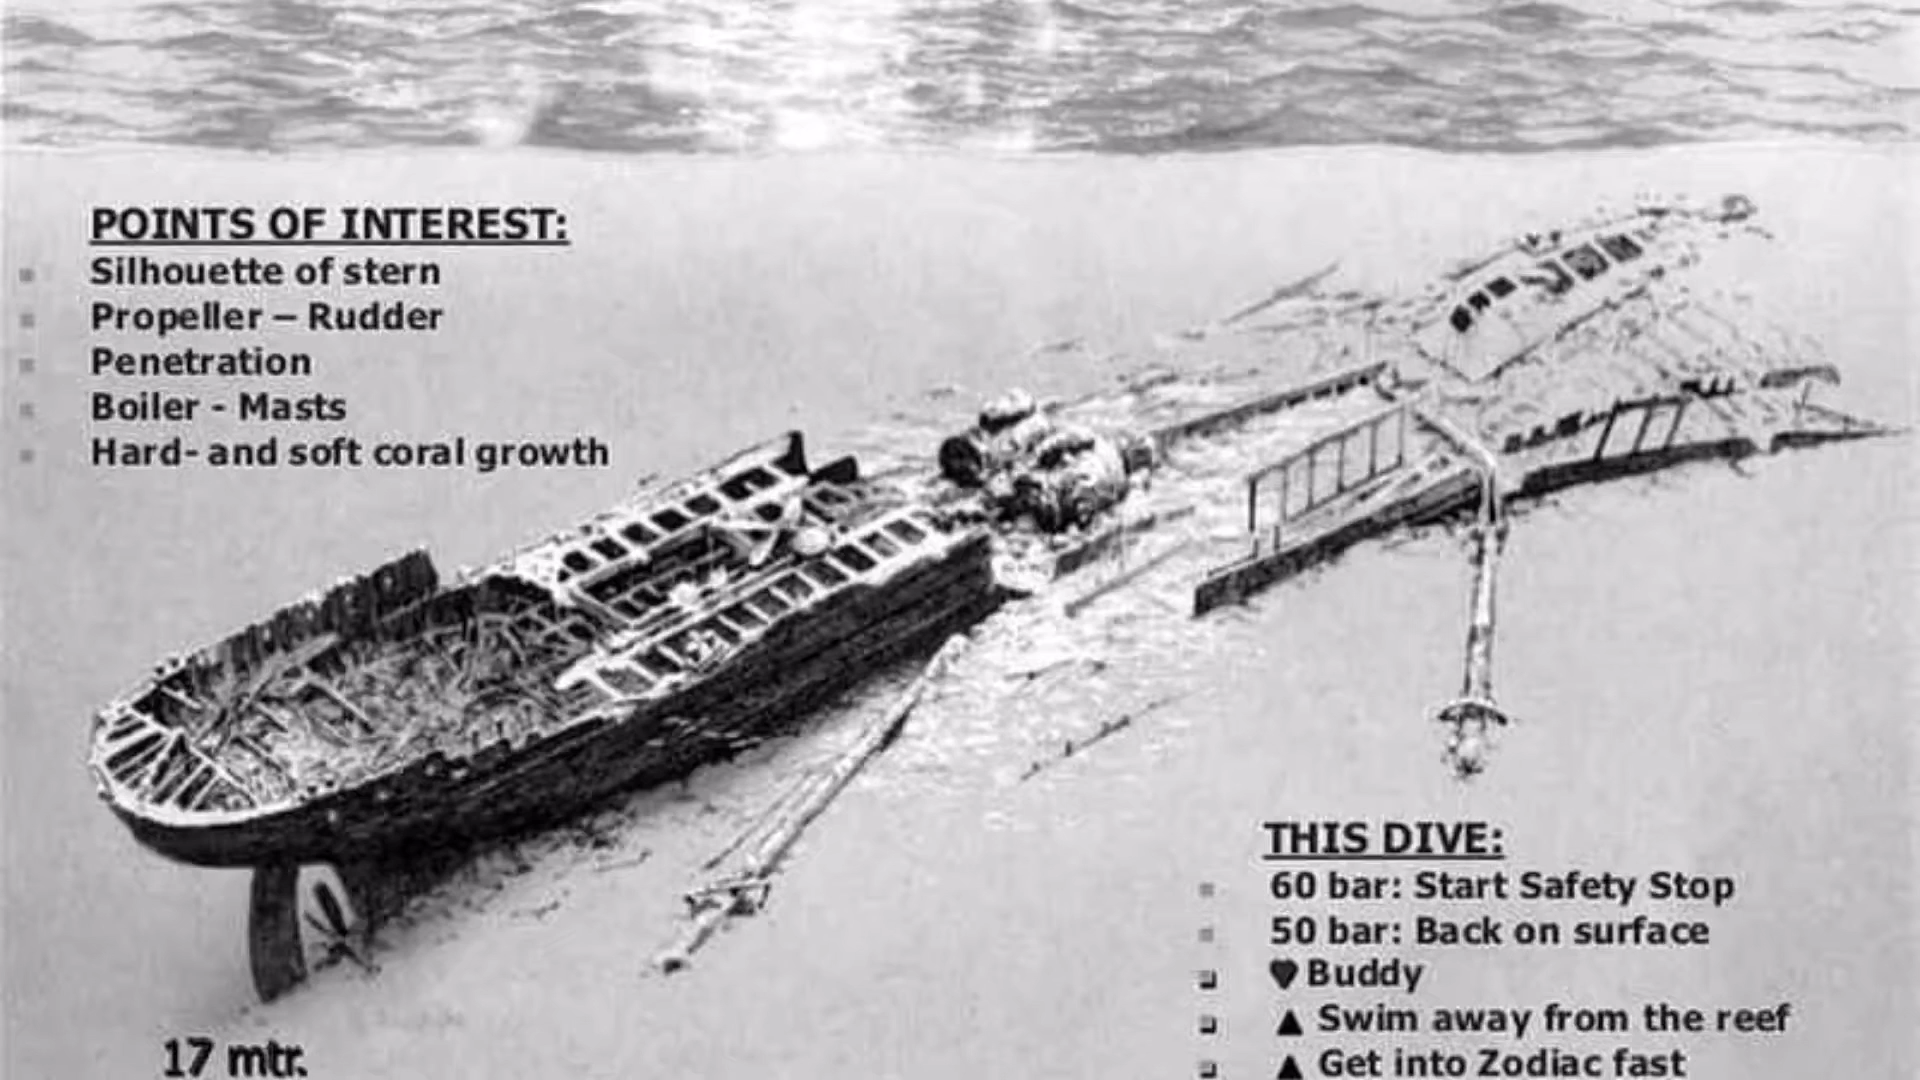 POINTS OF INTEREST:
Silhouette of stern
Propeller – Rudder
Penetration
Boiler - Masts
Hard- and soft coral growth
THIS DIVE:
60 bar: Start Safety Stop
50 bar: Back on surface
♥ Buddy
▲ Swim away from the reef
▲ Get into Zodiac fast
17 mtr.